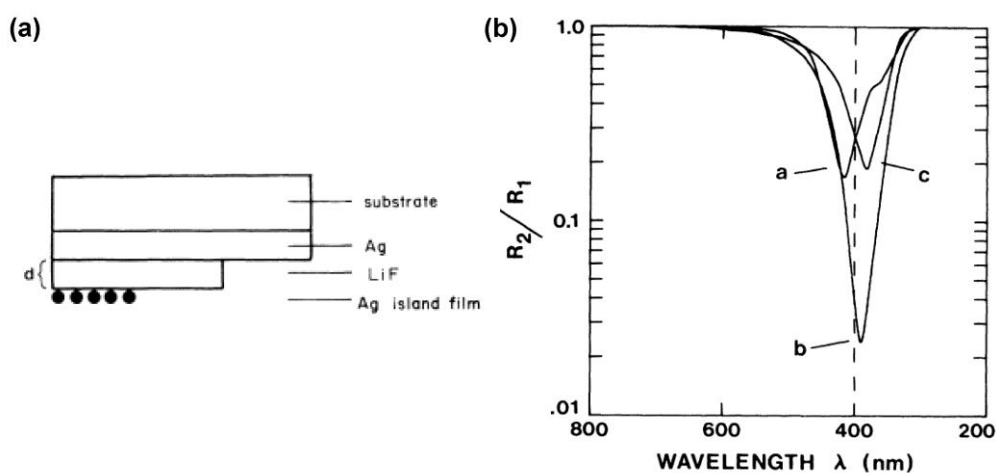 (a)
substrate
Ag
d
LiF
Ag island film
(b)
1.0
0.1
.01
R2/R1
a
b
c
800
600
400
200
WAVELENGTH λ (nm)